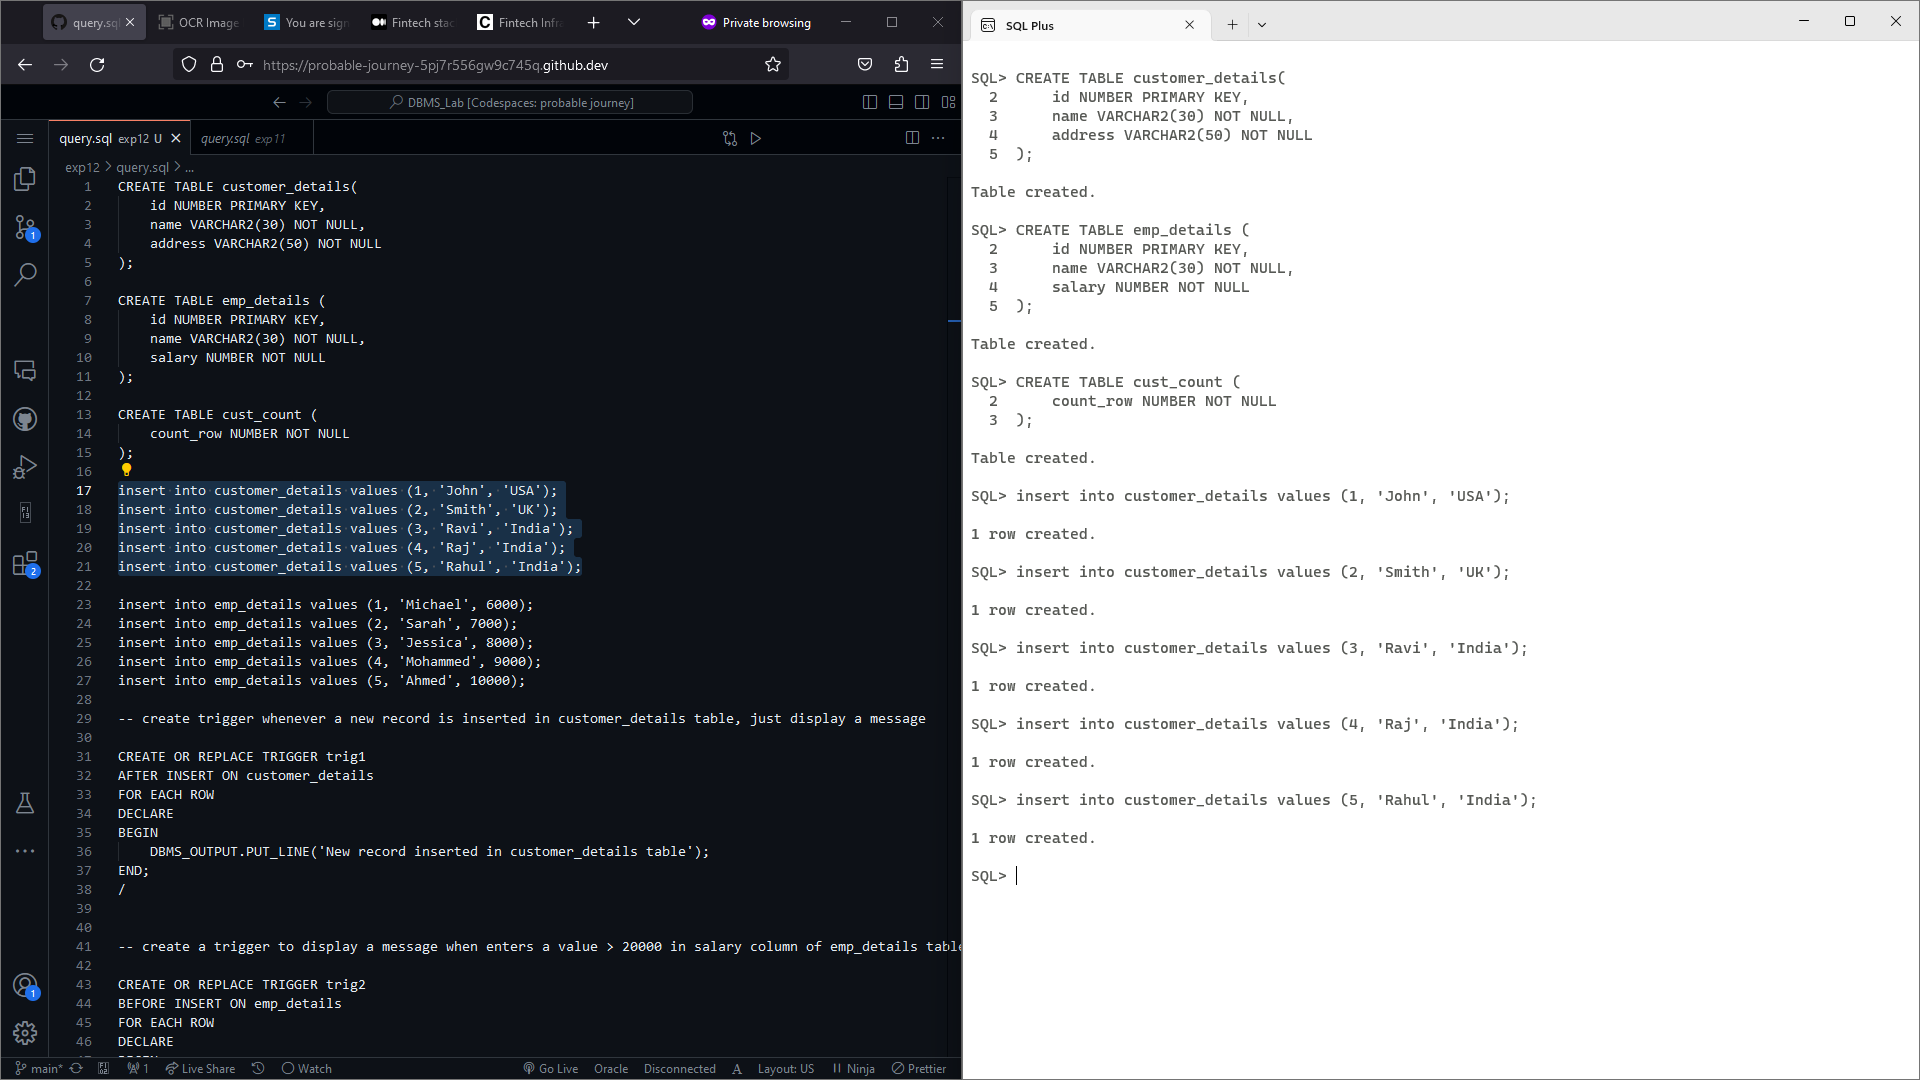 query.sql
OCR Image
You are sign
Fintech stac
Fintech Infr
Private browsing
https://probable-journey-5pj7r556gw9c745q.github.dev
DBMS_Lab [Codespaces: probable journey]
query.sql exp12 U
query.sql exp11
exp12 > query.sql > ...
1 CREATE TABLE customer_details(
2 id NUMBER PRIMARY KEY,
3 name VARCHAR2(30) NOT NULL,
4 address VARCHAR2(50) NOT NULL
5 );
6
7 CREATE TABLE emp_details (
8 id NUMBER PRIMARY KEY,
9 name VARCHAR2(30) NOT NULL,
10 salary NUMBER NOT NULL
11 );
12
13 CREATE TABLE cust_count (
14 count_row NUMBER NOT NULL
15 );
16
17 insert into customer_details values (1, 'John', 'USA');
18 insert into customer_details values (2, 'Smith', 'UK');
19 insert into customer_details values (3, 'Ravi', 'India');
20 insert into customer_details values (4, 'Raj', 'India');
21 insert into customer_details values (5, 'Rahul', 'India');
22
23 insert into emp_details values (1, 'Michael', 6000);
24 insert into emp_details values (2, 'Sarah', 7000);
25 insert into emp_details values (3, 'Jessica', 8000);
26 insert into emp_details values (4, 'Mohammed', 9000);
27 insert into emp_details values (5, 'Ahmed', 10000);
28
29 -- create trigger whenever a new record is inserted in customer_details table, just display a message
30
31 CREATE OR REPLACE TRIGGER trig1
32 AFTER INSERT ON customer_details
33 FOR EACH ROW
34 DECLARE
35 BEGIN
36 DBMS_OUTPUT.PUT_LINE('New record inserted in customer_details table');
37 END;
38 /
39
40
41 -- create a trigger to display a message when enters a value > 20000 in salary column of emp_details table
42
43 CREATE OR REPLACE TRIGGER trig2
44 BEFORE INSERT ON emp_details
45 FOR EACH ROW
46 DECLARE
1
2
1
main*
1
Live Share
Watch
Go Live
Oracle
Disconnected
Layout: US
Ninja
Prettier
SQL Plus
SQL> CREATE TABLE customer_details(
2 id NUMBER PRIMARY KEY,
3 name VARCHAR2(30) NOT NULL,
4 address VARCHAR2(50) NOT NULL
5 );
Table created.
SQL> CREATE TABLE emp_details (
2 id NUMBER PRIMARY KEY,
3 name VARCHAR2(30) NOT NULL,
4 salary NUMBER NOT NULL
5 );
Table created.
SQL> CREATE TABLE cust_count (
2 count_row NUMBER NOT NULL
3 );
Table created.
SQL> insert into customer_details values (1, 'John', 'USA');
1 row created.
SQL> insert into customer_details values (2, 'Smith', 'UK');
1 row created.
SQL> insert into customer_details values (3, 'Ravi', 'India');
1 row created.
SQL> insert into customer_details values (4, 'Raj', 'India');
1 row created.
SQL> insert into customer_details values (5, 'Rahul', 'India');
1 row created.
SQL>